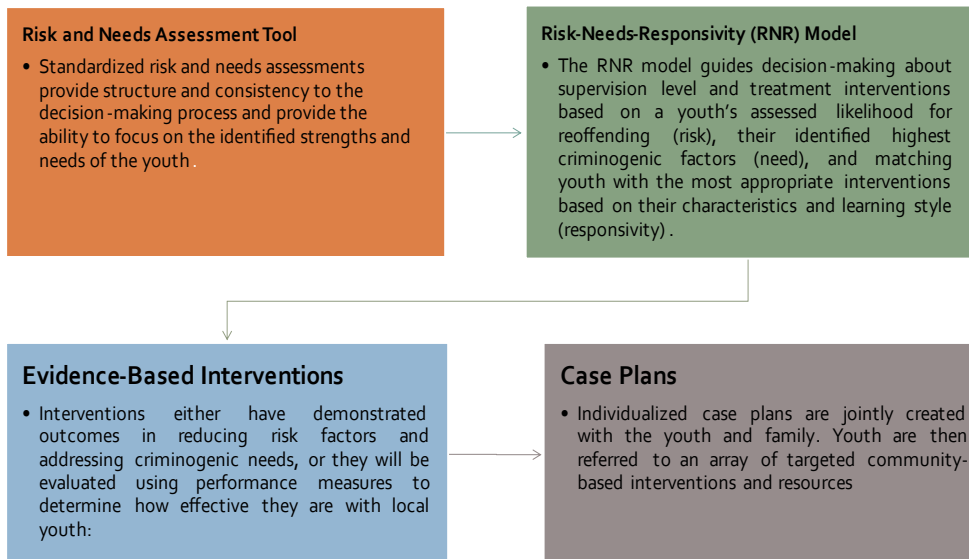 Risk and Needs Assessment Tool
• Standardized risk and needs assessments
provide structure and consistency to the
decision-making process and provide the
ability to focus on the identified strengths and
needs of the youth.
Risk-Needs-Responsivity (RNR) Model
• The RNR model guides decision-making about
supervision level and treatment interventions
based on a youth's assessed likelihood for
reoffending (risk), their identified highest
criminogenic factors (need), and matching
youth with the most appropriate interventions
based on their characteristics and learning style
(responsivity) .
Evidence-Based Interventions
• Interventions either have demonstrated
outcomes in reducing risk factors and
addressing criminogenic needs, or they will be
evaluated using performance measures to
determine how effective they are with local
youth:
Case Plans
• Individualized case plans are jointly created
with the youth and family. Youth are then
referred to an array of targeted community-
based interventions and resources